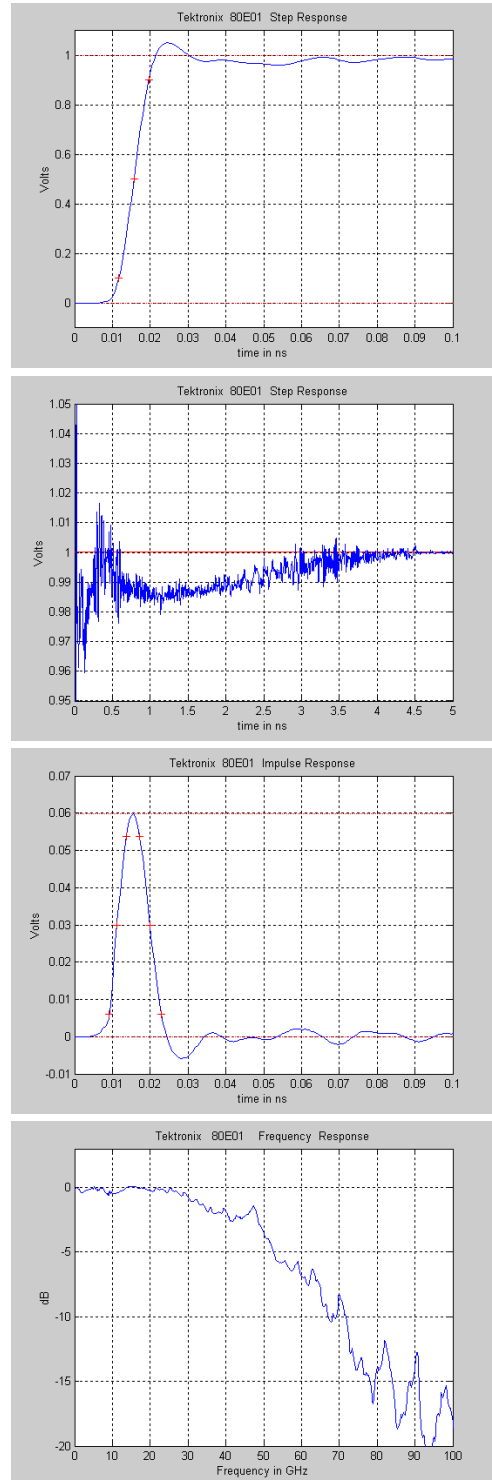 Tektronix 80E01 Step Response
1
0.8
0.6
0.4
0.2
0
Volts
0 0.01 0.02 0.03 0.04 0.05 0.06 0.07 0.08 0.09 0.1
time in ns
Tektronix 80E01 Step Response
1.05
1.04
1.03
1.02
1.01
1
0.99
0.98
0.97
0.96
0.95
Volts
0 0.5 1 1.5 2 2.5 3 3.5 4 4.5 5
time in ns
Tektronix 80E01 Impulse Response
0.07
0.06
0.05
0.04
0.03
0.02
0.01
0
-0.01
Volts
0 0.01 0.02 0.03 0.04 0.05 0.06 0.07 0.08 0.09 0.1
time in ns
Tektronix 80E01 Frequency Response
0
-5
-10
-15
-20
dB
0 10 20 30 40 50 60 70 80 90 100
Frequency in GHz